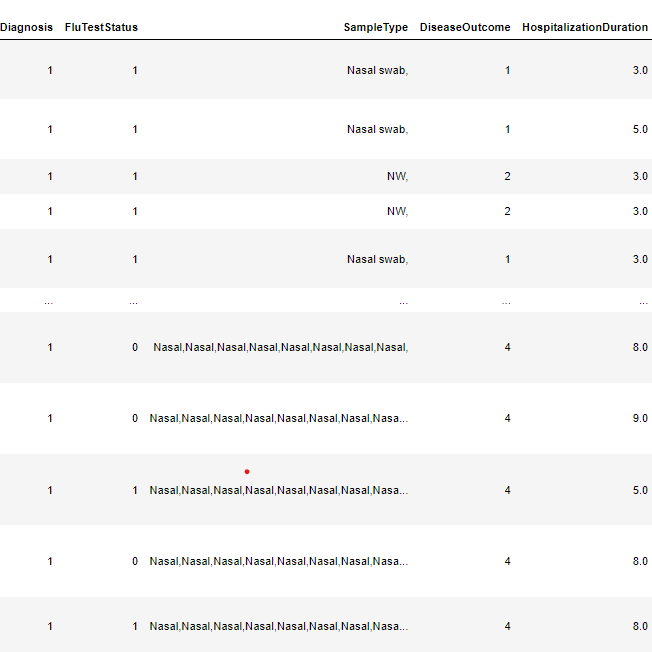 Diagnosis FluTestStatus SampleType DiseaseOutcome HospitalizationDuration
1 1 Nasal swab, 1 3.0
1 1 Nasal swab, 1 5.0
1 1 NW, 2 3.0
1 1 NW, 2 3.0
1 1 Nasal swab, 1 3.0
... ... ... ... ...
1 0 Nasal,Nasal,Nasal,Nasal,Nasal,Nasal,Nasal,Nasal, 4 8.0
1 0 Nasal,Nasal,Nasal,Nasal,Nasal,Nasal,Nasal,Nasa... 4 9.0
1 1 Nasal,Nasal,Nasal,Nasal,Nasal,Nasal,Nasal,Nasa... 4 5.0
1 0 Nasal,Nasal,Nasal,Nasal,Nasal,Nasal,Nasal,Nasa... 4 8.0
1 1 Nasal,Nasal,Nasal,Nasal,Nasal,Nasal,Nasal,Nasa... 4 8.0